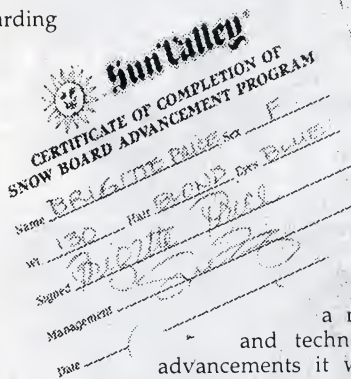 arding
Sun Valley
CERTIFICATE OF COMPLETION OF
SNOW BOARD ADVANCEMENT PROGRAM
Name BRIGITTE Sex F
Wt. 130 Hair BLOND Eyes BLUE
Signed
Management
Date
and techn
advancements it w